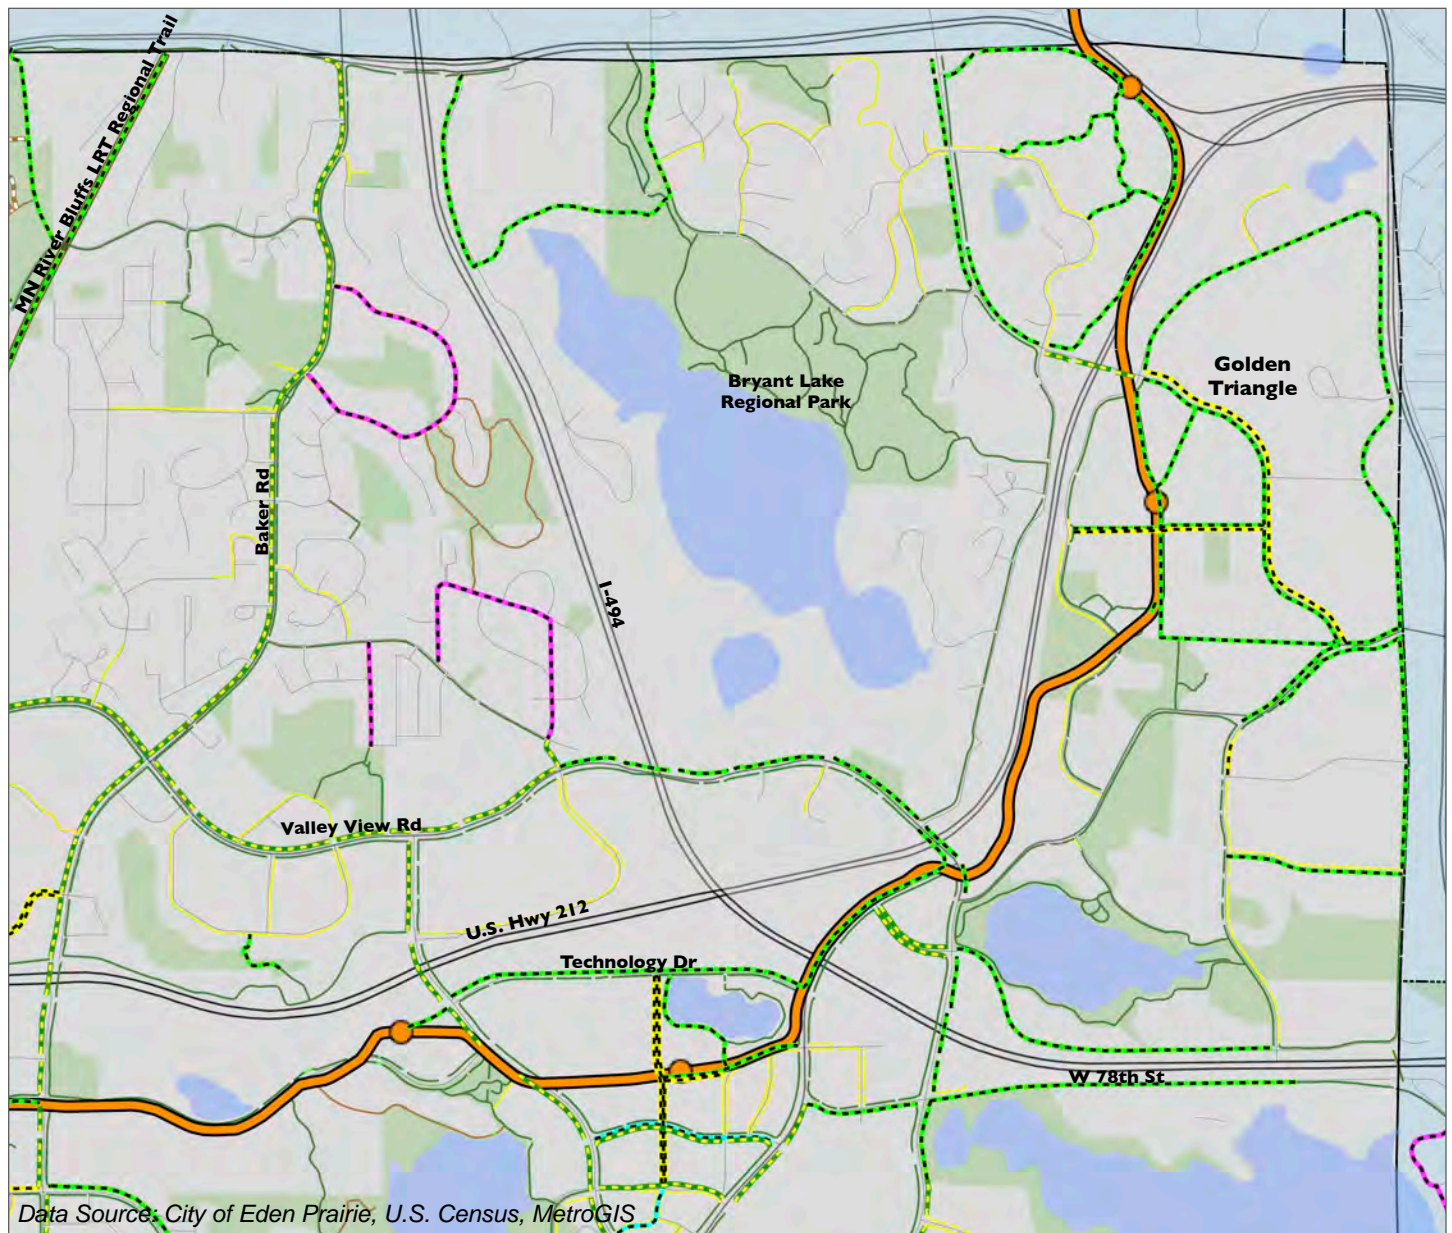 MN River Bluffs LRT Regional Trail
Golden
Triangle
Bryant Lake
Regional Park
Baker Rd
I-494
Valley View Rd
U.S. Hwy 212
Technology Dr
W 78th St
Data Source: City of Eden Prairie, U.S. Census, MetroGIS